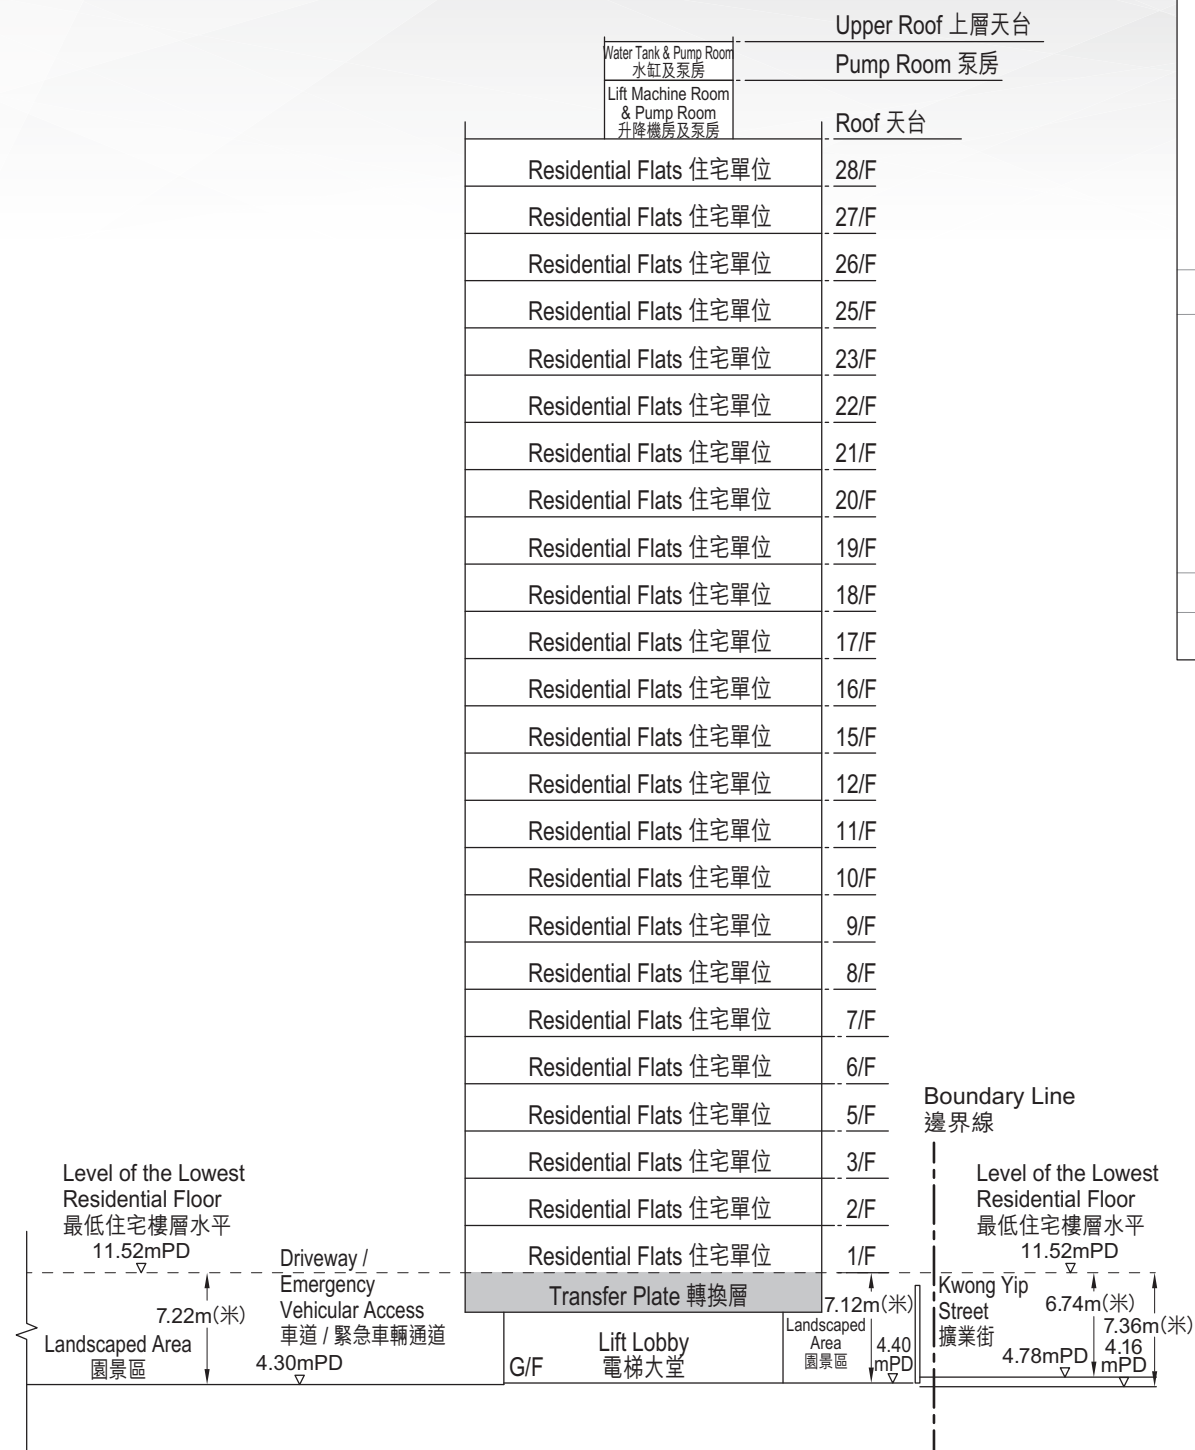 Upper Roof 上層天台
Water Tank & Pump Room
水缸及泵房
Pump Room 泵房
Lift Machine Room
& Pump Room
升降機房及泵房
Roof 天台
Residential Flats 住宅單位 28/F
Residential Flats 住宅單位 27/F
Residential Flats 住宅單位 26/F
Residential Flats 住宅單位 25/F
Residential Flats 住宅單位 23/F
Residential Flats 住宅單位 22/F
Residential Flats 住宅單位 21/F
Residential Flats 住宅單位 20/F
Residential Flats 住宅單位 19/F
Residential Flats 住宅單位 18/F
Residential Flats 住宅單位 17/F
Residential Flats 住宅單位 16/F
Residential Flats 住宅單位 15/F
Residential Flats 住宅單位 12/F
Residential Flats 住宅單位 11/F
Residential Flats 住宅單位 10/F
Residential Flats 住宅單位 9/F
Residential Flats 住宅單位 8/F
Residential Flats 住宅單位 7/F
Residential Flats 住宅單位 6/F
Residential Flats 住宅單位 5/F
Residential Flats 住宅單位 3/F
Residential Flats 住宅單位 2/F
Residential Flats 住宅單位 1/F
Boundary Line
邊界線
Level of the Lowest
Residential Floor
最低住宅樓層水平
11.52mPD
Level of the Lowest
Residential Floor
最低住宅樓層水平
11.52mPD
7.22m(米)
Landscaped Area
園景區
Driveway /
Emergency
Vehicular Access
車道 / 緊急車輛通道
4.30mPD
Transfer Plate 轉換層
G/F
Lift Lobby
電梯大堂
7.12m(米)
Landscaped
Area
園景區
4.40
mPD
Kwong Yip
Street
擴業街
6.74m(米)
7.36m(米)
4.78mPD
4.16
mPD